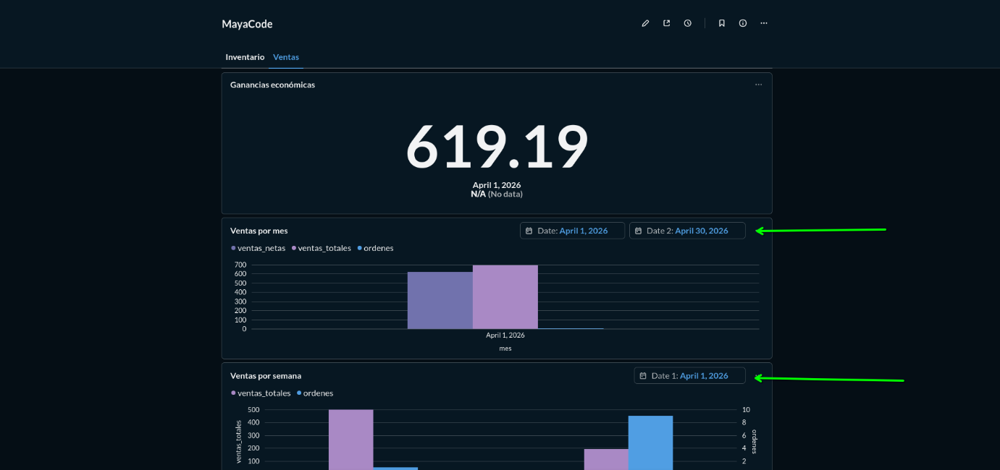 MayaCode
Inventario Ventas
Ganancias económicas
619.19
April 1, 2026
N/A (No data)
Ventas por mes
Date: April 1, 2026 Date 2: April 30, 2026
ventas_netas ventas_totales ordenes
700
600
500
400
300
200
100
0
April 1, 2026
mes
Ventas por semana
Date 1: April 1, 2026
ventas_totales ordenes
ventas_totales
500
400
300
200
100
10
8
6
4
2
ordenes